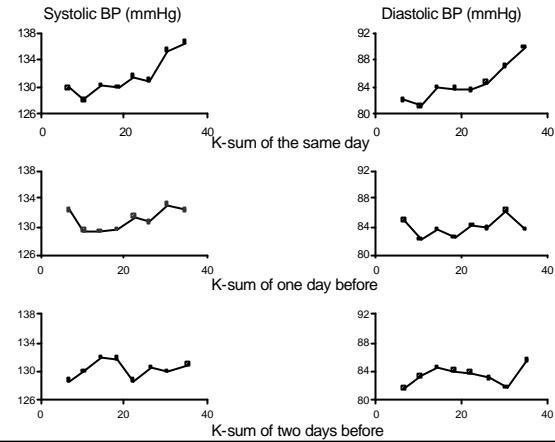 Systolic BP (mmHg) Diastolic BP (mmHg)
138 92
134 88
130 84
126 80
0 20 40 0 20 40
K-sum of the same day
138 92
134 88
130 84
126 80
0 20 40 0 20 40
K-sum of one day before
138 92
134 88
130 84
126 80
0 20 40 0 20 40
K-sum of two days before